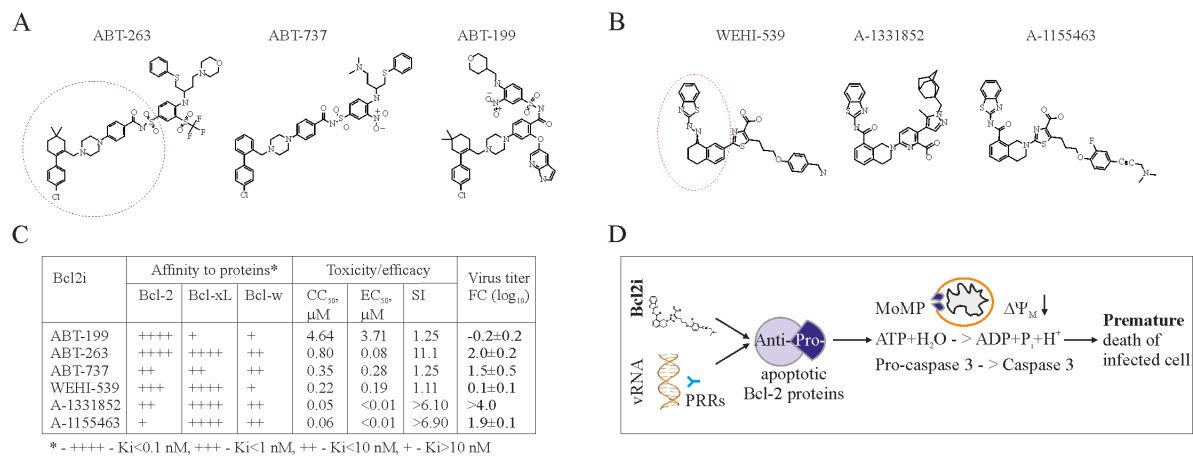 A
ABT-263
ABT-737
ABT-199
B
WEHI-539
A-1331852
A-1155463
C
Bcl2i
Affinity to proteins*
Toxicity/efficacy
Virus titer
FC (log10)
Bcl-2
Bcl-xL
Bcl-w
CC50, μM
EC50, μM
SI
ABT-199 ++++ + + 4.64 3.71 1.25 -0.2±0.2
ABT-263 ++++ ++++ ++ 0.80 0.08 11.1 2.0±0.2
ABT-737 ++ ++ ++ 0.35 0.28 1.25 1.5±0.5
WEHI-539 +++ ++++ + 0.22 0.19 1.11 0.1±0.1
A-1331852 ++ ++++ ++ 0.05 <0.01 >6.10 >4.0
A-1155463 + ++++ ++ 0.06 <0.01 >6.90 1.9±0.1
* - ++++ - Ki<0.1 nM, +++ - Ki<1 nM, ++ - Ki<10 nM, + - Ki>10 nM
D
Bcl2i
vRNA
PRRs
Anti-
Pro-
apoptotic
Bcl-2 proteins
MoMP
ΔΨM
ATP+H2O - > ADP+Pi+H+
Pro-caspase 3 - > Caspase 3
Premature
death of
infected cell